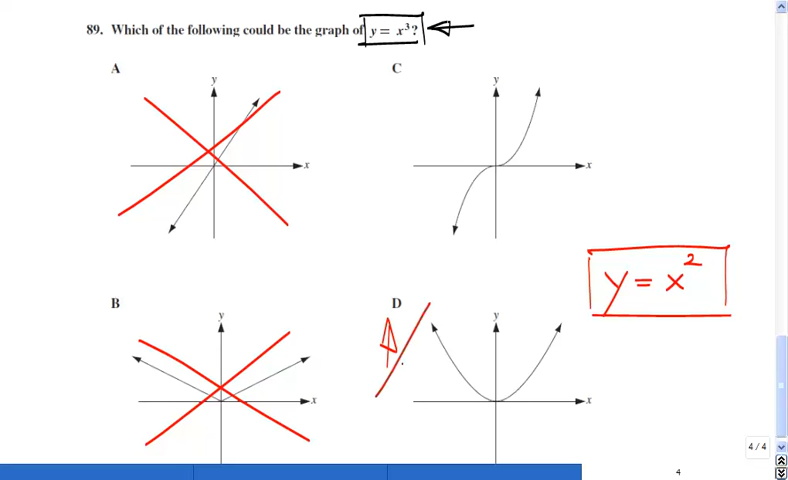 89. Which of the following could be the graph of y = x³?
A
C
y
y
x
x
y = x²
B
D
y
y
x
x
4 / 4
4